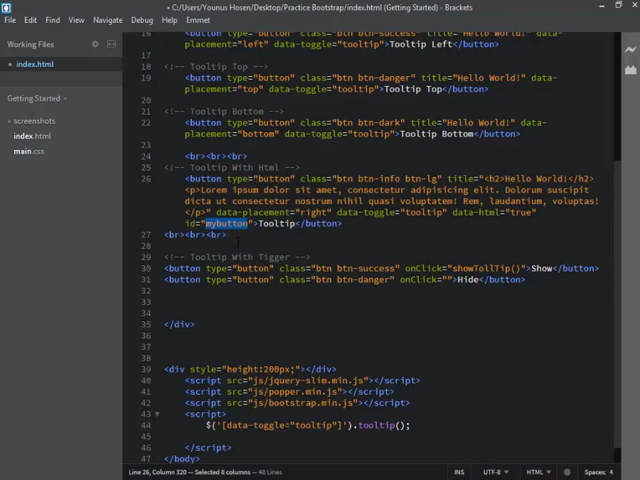 • C:/Users/Younus Hosen/Desktop/Practice Bootstrap/index.html (Getting Started) - Brackets
File Edit Find View Navigate Debug Help Emmet
Working Files
• index.html
Getting Started
screenshots
index.html
main.css
16 <button type="button" class="btn btn-success" title="Hello World!" data-
placement="left" data-toggle="tooltip">Tooltip Left</button>
17
18 <!-- Tooltip Top -->
19 <button type="button" class="btn btn-danger" title="Hello World!" data-
placement="top" data-toggle="tooltip">Tooltip Top</button>
20
21 <!-- Tooltip Bottom -->
22 <button type="button" class="btn btn-dark" title="Hello World!" data-
placement="bottom" data-toggle="tooltip">Tooltip Bottom</button>
23
24 <br><br><br>
25 <!-- Tooltip With Html -->
26 <button type="button" class="btn btn-info btn-lg" title="<h2>Hello World!</h2>
<p>Lorem ipsum dolor sit amet, consectetur adipisicing elit. Dolorum suscipit
dicta ut consectetur nostrum nihil quasi voluptatem! Rem, laudantium, voluptas!
</p>" data-placement="right" data-toggle="tooltip" data-html="true"
id="mybutton">Tooltip</button>
27 <br><br><br>
28
29 <!-- Tooltip With Tigger -->
30 <button type="button" class="btn btn-success" onClick="showTollTip()">Show</button>
31 <button type="button" class="btn btn-danger" onClick="">Hide</button>
32
33
34
35 </div>
36
37
38
39 <div style="height:200px;"></div>
40 <script src="js/jquery-slim.min.js"></script>
41 <script src="js/popper.min.js"></script>
42 <script src="js/bootstrap.min.js"></script>
43 <script>
44 $('[data-toggle="tooltip"]').tooltip();
45
46 </script>
47 </body>
Line 26, Column 320 — Selected 8 columns — 48 Lines INS UTF-8 HTML Spaces: 4